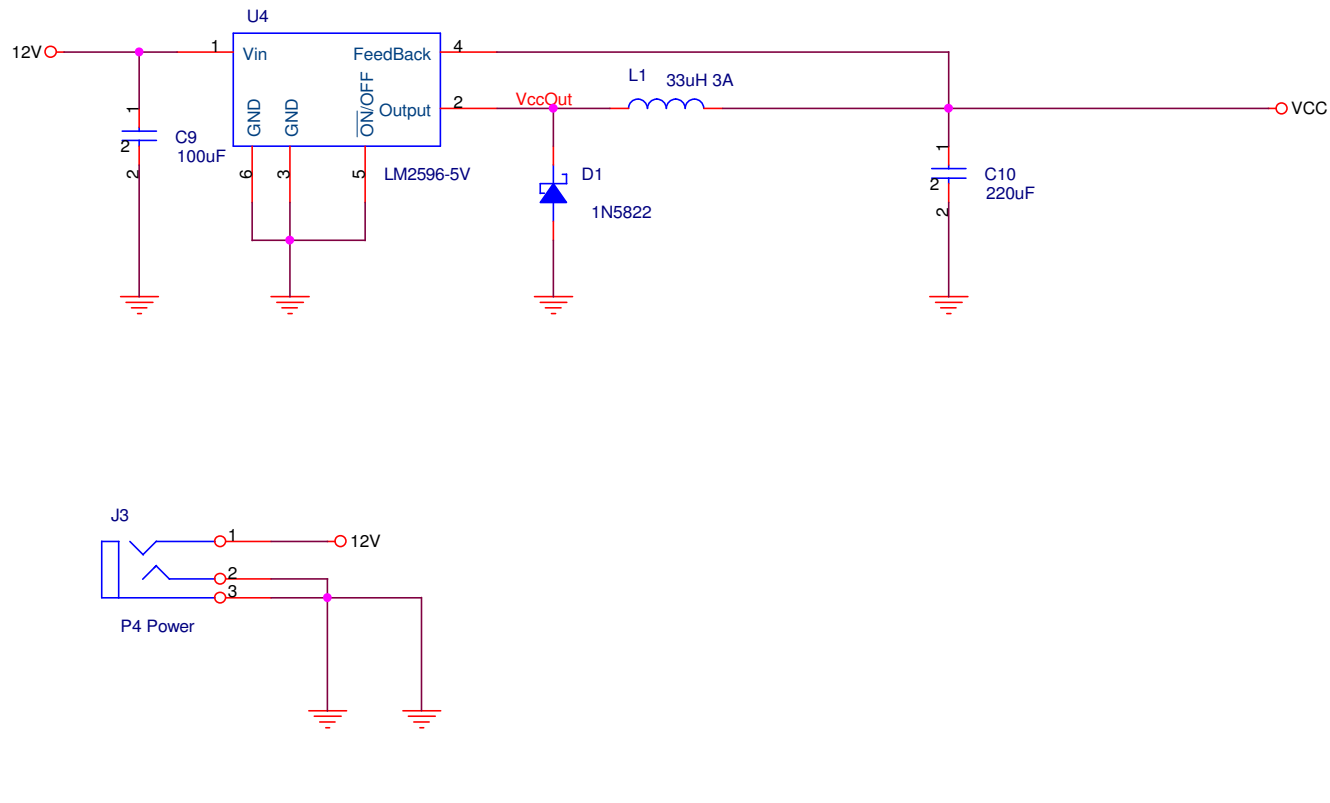 U4
12V
1
Vin
FeedBack
4
L1
33uH 3A
VccOut
2
Output
VCC
GND
GND
ON/OFF
1
C9
100uF
2
2
6
3
5
LM2596-5V
D1
1N5822
1
C10
220uF
2
2
J3
1
12V
2
3
P4 Power